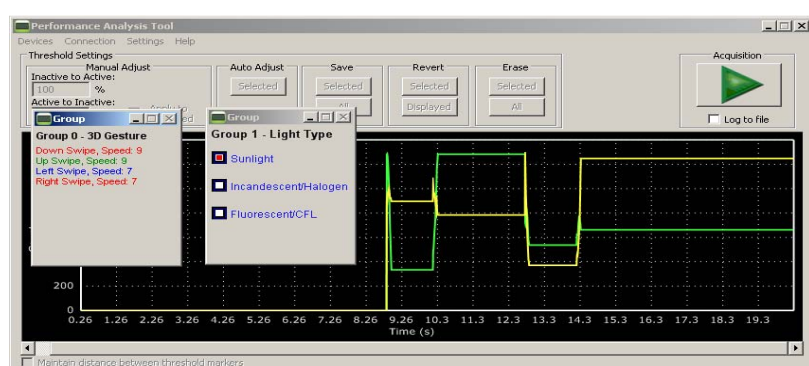 Performance Analysis Tool
Devices Connection Settings Help
Threshold Settings
Manual Adjust
Auto Adjust
Save
Revert
Erase
Acquisition
Inactive to Active:
100 %
Active to Inactive:
Selected
Selected
Selected
Selected
All
Displayed
All
Log to file
Group
Group 0 - 3D Gesture
Down Swipe, Speed: 9
Up Swipe, Speed: 9
Left Swipe, Speed: 7
Right Swipe, Speed: 7
Group
Group 1 - Light Type
Sunlight
Incandescent/Halogen
Fluorescent/CFL
200
0
0.26 1.26 2.26 3.26 4.26 5.26 6.26 7.26 8.26 9.26 10.3 11.3 12.3 13.3 14.3 15.3 16.3 17.3 18.3 19.3
Time (s)
Maintain distance between threshold markers